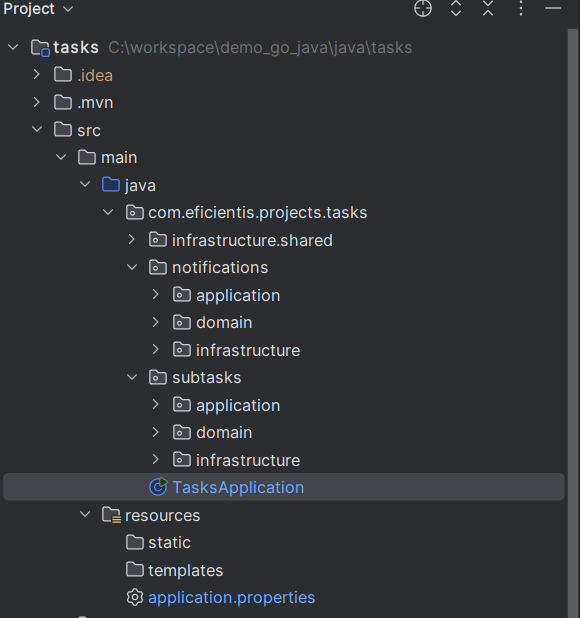 Project
tasks C:\workspace\demo_go_java\java\tasks
.idea
.mvn
src
main
java
com.eficientis.projects.tasks
infrastructure.shared
notifications
application
domain
infrastructure
subtasks
application
domain
infrastructure
TasksApplication
resources
static
templates
application.properties